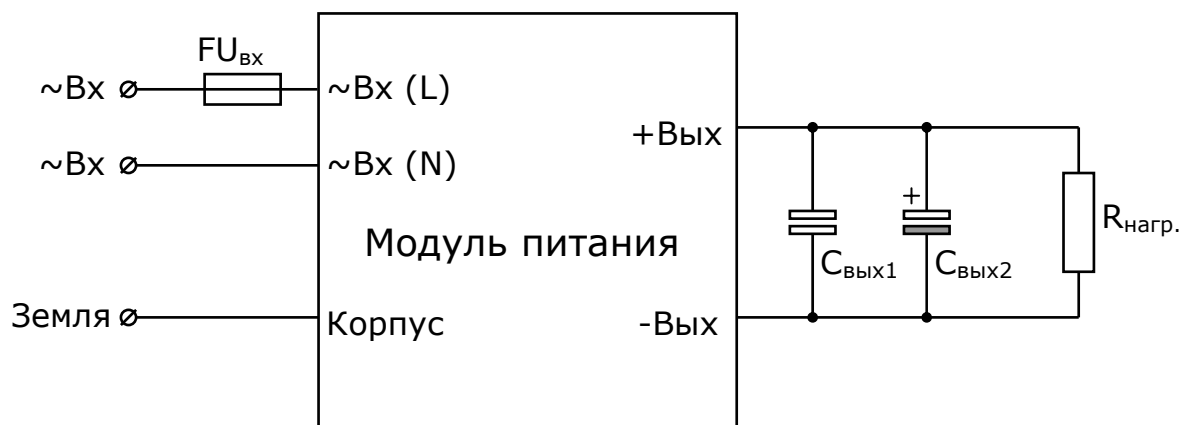 FUвх
~Вх
~Вх (L)
+Вых
~Вх
~Вх (N)
+
Rнагр.
Модуль питания
Cвых1
Cвых2
Земля
Корпус
-Вых